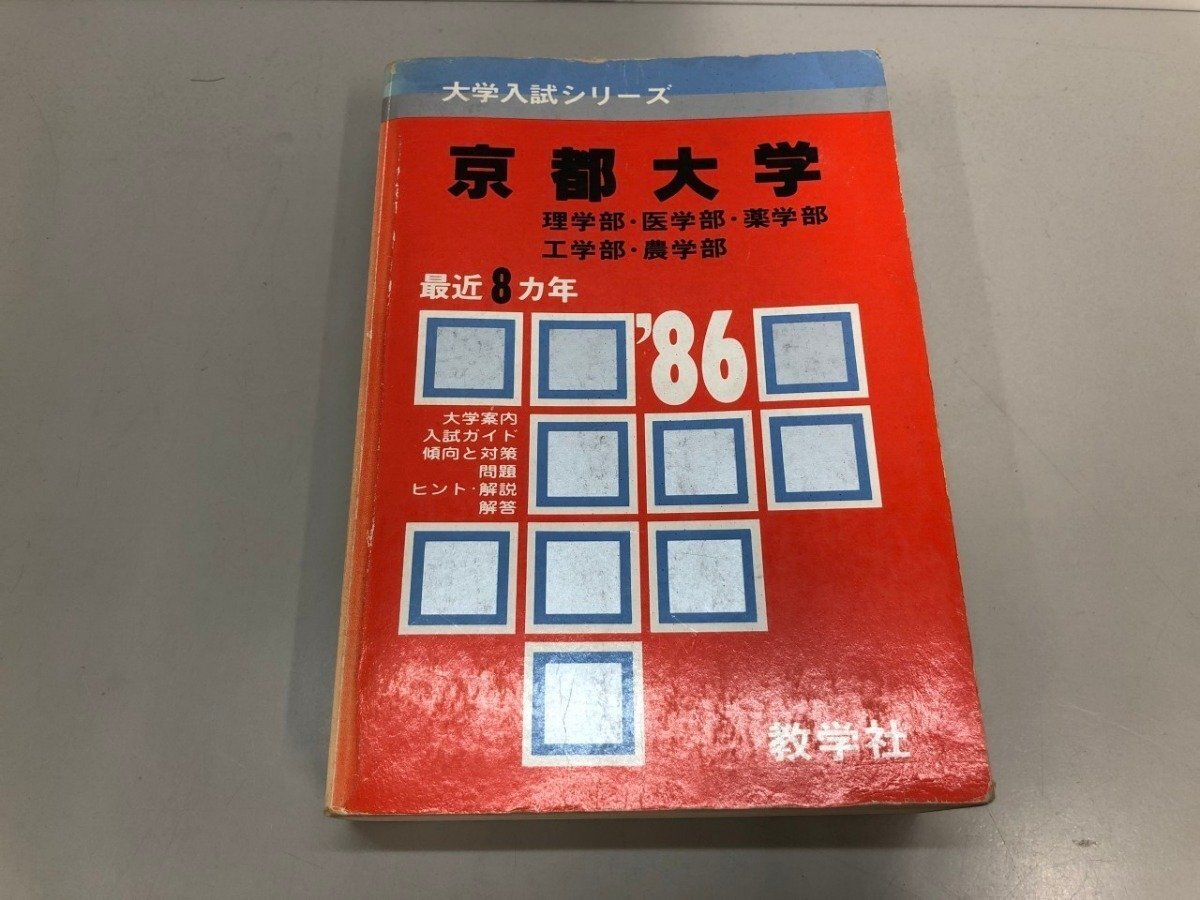 大学入試シリーズ
京都大学
理学部・医学部・薬学部
工学部・農学部
最近8カ年
'86
大学案内
入試ガイド
傾向と対策
問題
ヒント・解説
解答
教学社